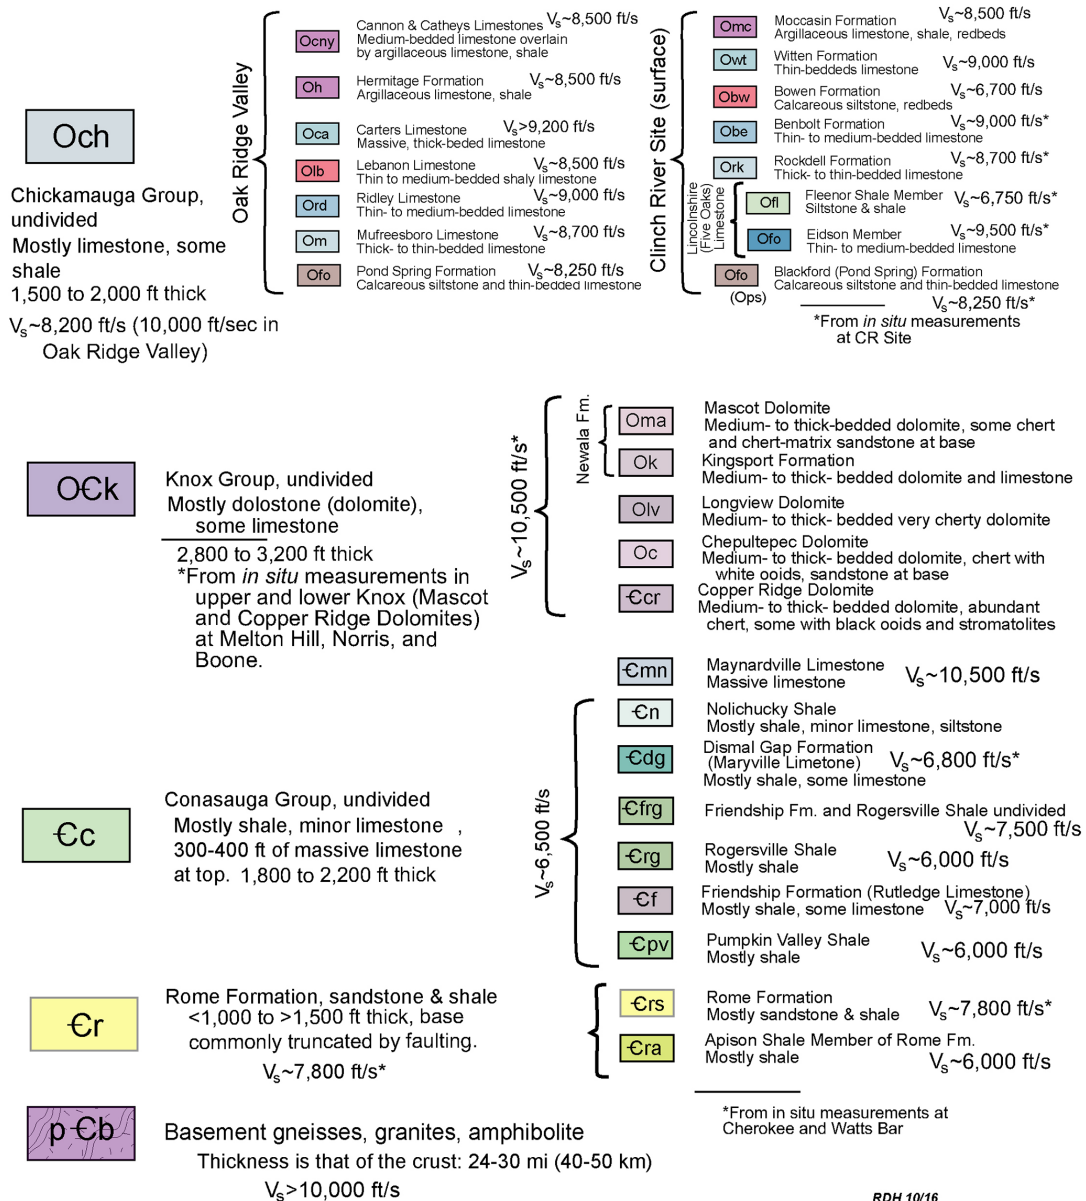 Och
Chickamauga Group,
undivided
Mostly limestone, some
shale
1,500 to 2,000 ft thick
Vs~8,200 ft/s (10,000 ft/sec in
Oak Ridge Valley)
Oak Ridge Valley
Ocny
Cannon & Catheys Limestones Vs~8,500 ft/s
Medium-bedded limestone overlain
by argillaceous limestone, shale
Oh
Hermitage Formation Vs~8,500 ft/s
Argillaceous limestone, shale
Oca
Carters Limestone Vs>9,200 ft/s
Massive, thick-beded limestone
Olb
Lebanon Limestone Vs~8,500 ft/s
Thin to medium-bedded shaly limestone
Ord
Ridley Limestone Vs~9,000 ft/s
Thin- to medium-bedded limestone
Om
Mufreesboro Limestone Vs~8,700 ft/s
Thick- to thin-bedded limestone
Ofo
Pond Spring Formation Vs~8,250 ft/s
Calcareous siltstone and thin-bedded limestone
Clinch River Site (surface)
Omc
Moccasin Formation Vs~8,500 ft/s
Argillaceous limestone, shale, redbeds
Owt
Witten Formation Vs~9,000 ft/s
Thin-beddeds limestone
Obw
Bowen Formation Vs~6,700 ft/s
Calcareous siltstone, redbeds
Obe
Benbolt Formation Vs~9,000 ft/s*
Thin- to medium-bedded limestone
Ork
Rockdell Formation Vs~8,700 ft/s*
Thick- to thin-bedded limestone
Lincolnshire
(Five Oaks)
Limestone
Ofl
Fleenor Shale Member Vs~6,750 ft/s*
Siltstone & shale
Ofo
Eidson Member Vs~9,500 ft/s*
Thin- to medium-bedded limestone
Ofo
(Ops)
Blackford (Pond Spring) Formation
Calcareous siltstone and thin-bedded limestone
Vs~8,250 ft/s*
*From in situ measurements
at CR Site
OЄk
Knox Group, undivided
Mostly dolostone (dolomite),
some limestone
2,800 to 3,200 ft thick
*From in situ measurements in
upper and lower Knox (Mascot
and Copper Ridge Dolomites)
at Melton Hill, Norris, and
Boone.
Vs~10,500 ft/s*
Newala Fm.
Oma
Mascot Dolomite
Medium- to thick-bedded dolomite, some chert
and chert-matrix sandstone at base
Ok
Kingsport Formation
Medium- to thick- bedded dolomite and limestone
Olv
Longview Dolomite
Medium- to thick- bedded very cherty dolomite
Oc
Chepultepec Dolomite
Medium- to thick- bedded dolomite, chert with
white ooids, sandstone at base
Єcr
Copper Ridge Dolomite
Medium- to thick- bedded dolomite, abundant
chert, some with black ooids and stromatolites
Єc
Conasauga Group, undivided
Mostly shale, minor limestone ,
300-400 ft of massive limestone
at top. 1,800 to 2,200 ft thick
Єmn
Maynardville Limestone Vs~10,500 ft/s
Massive limestone
Vs~6,500 ft/s
Єn
Nolichucky Shale
Mostly shale, minor limestone, siltstone
Єdg
Dismal Gap Formation
(Maryville Limetone) Vs~6,800 ft/s*
Mostly shale, some limestone
Єfrg
Friendship Fm. and Rogersville Shale undivided
Vs~7,500 ft/s
Єrg
Rogersville Shale Vs~6,000 ft/s
Mostly shale
Єf
Friendship Formation (Rutledge Limestone)
Mostly shale, some limestone Vs~7,000 ft/s
Єpv
Pumpkin Valley Shale Vs~6,000 ft/s
Mostly shale
Єr
Rome Formation, sandstone & shale
<1,000 to >1,500 ft thick, base
commonly truncated by faulting.
Vs~7,800 ft/s*
Єrs
Rome Formation Vs~7,800 ft/s*
Mostly sandstone & shale
Єra
Apison Shale Member of Rome Fm.
Mostly shale Vs~6,000 ft/s
*From in situ measurements at
Cherokee and Watts Bar
pЄb
Basement gneisses, granites, amphibolite
Thickness is that of the crust: 24-30 mi (40-50 km)
Vs>10,000 ft/s
RDH 10/16